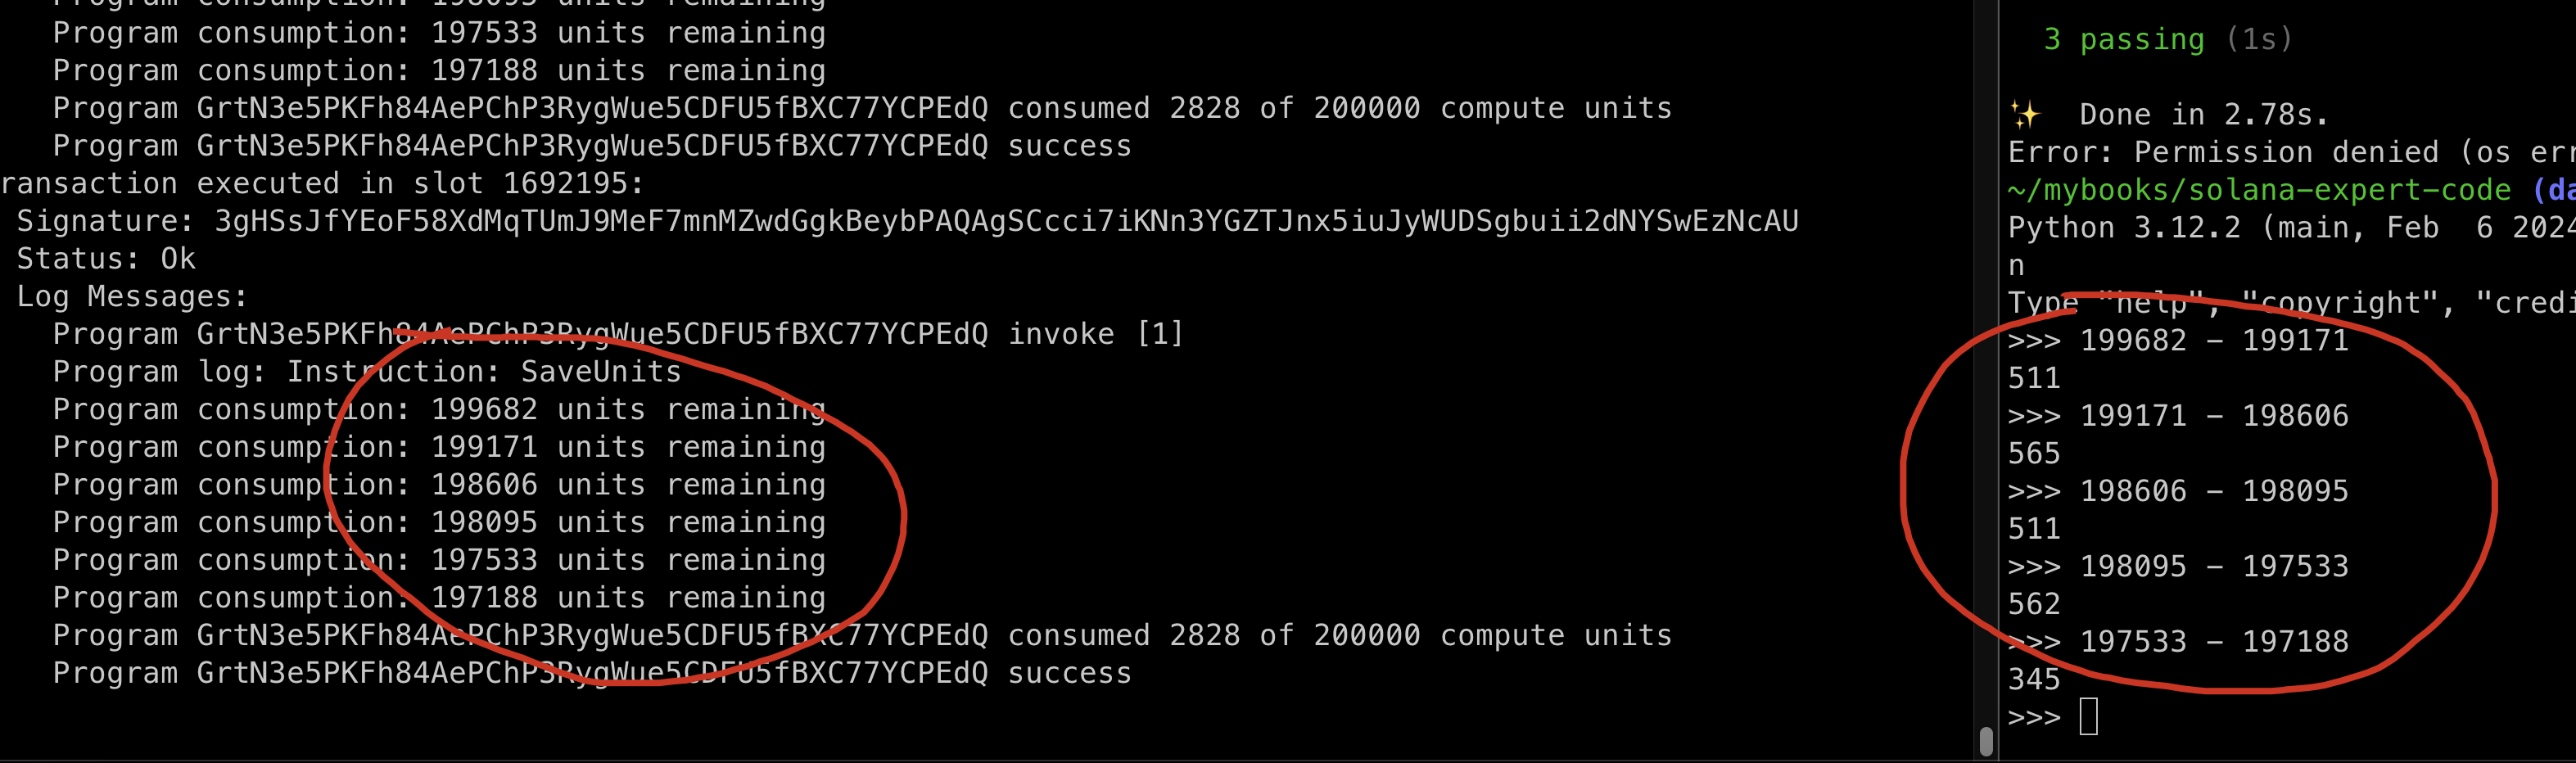 Program consumption: 198095 units remaining
Program consumption: 197533 units remaining
Program consumption: 197188 units remaining
Program GrtN3e5PKFh84AePChP3RygWue5CDFU5fBXC77YCPEdQ consumed 2828 of 200000 compute units
Program GrtN3e5PKFh84AePChP3RygWue5CDFU5fBXC77YCPEdQ success
ransaction executed in slot 1692195:
Signature: 3gHSsJfYEoF58XdMqTUmJ9MeF7mnMZwdGgkBeybPAQAgSCcci7iKNn3YGZTJnx5iuJyWUDSgbuii2dNYSwEzNcAU
Status: Ok
Log Messages:
Program GrtN3e5PKFh84AePChP3RygWue5CDFU5fBXC77YCPEdQ invoke [1]
Program log: Instruction: SaveUnits
Program consumption: 199682 units remaining
Program consumption: 199171 units remaining
Program consumption: 198606 units remaining
Program consumption: 198095 units remaining
Program consumption: 197533 units remaining
Program consumption: 197188 units remaining
Program GrtN3e5PKFh84AePChP3RygWue5CDFU5fBXC77YCPEdQ consumed 2828 of 200000 compute units
Program GrtN3e5PKFh84AePChP3RygWue5CDFU5fBXC77YCPEdQ success
3 passing (1s)
✨ Done in 2.78s.
Error: Permission denied (os err
~/mybooks/solana-expert-code (da
Python 3.12.2 (main, Feb  6 2024
n
Type "help", "copyright", "credi
>>> 199682 - 199171
511
>>> 199171 - 198606
565
>>> 198606 - 198095
511
>>> 198095 - 197533
562
>>> 197533 - 197188
345
>>>